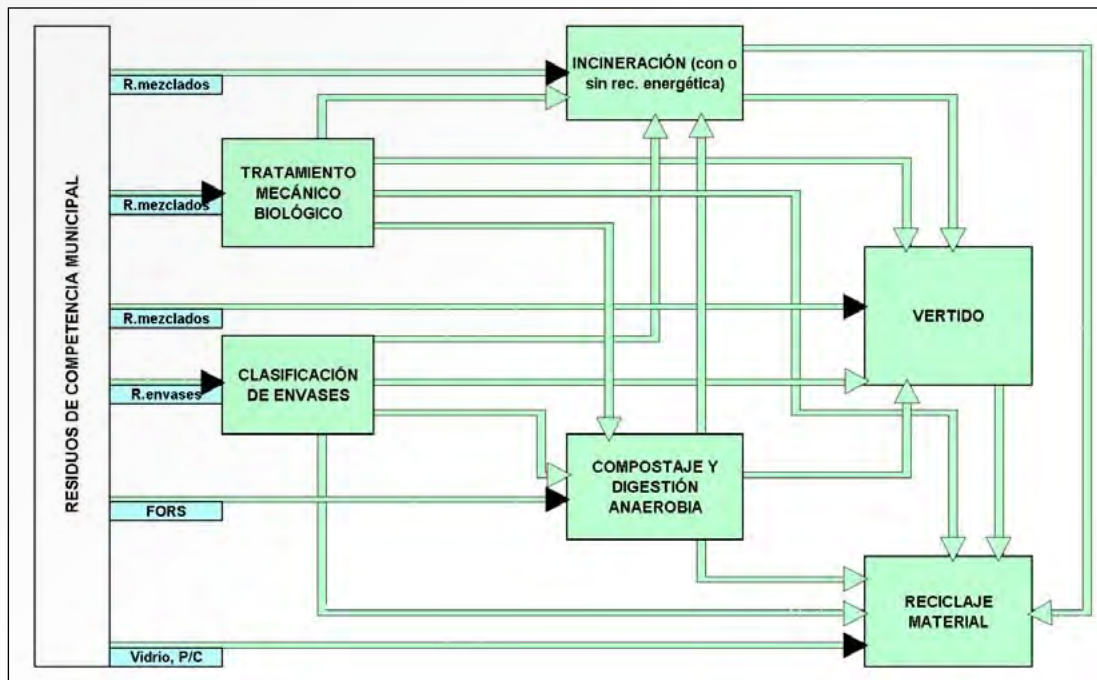 RESIDUOS DE COMPETENCIA MUNICIPAL
R.mezclados
INCINERACIÓN (con o
sin rec. energética)
R.mezclados
TRATAMIENTO
MECÁNICO
BIOLÓGICO
R.mezclados
VERTIDO
R.envases
CLASIFICACIÓN
DE ENVASES
FORS
COMPOSTAJE Y
DIGESTIÓN
ANAEROBIA
Vidrio, P/C
RECICLAJE
MATERIAL